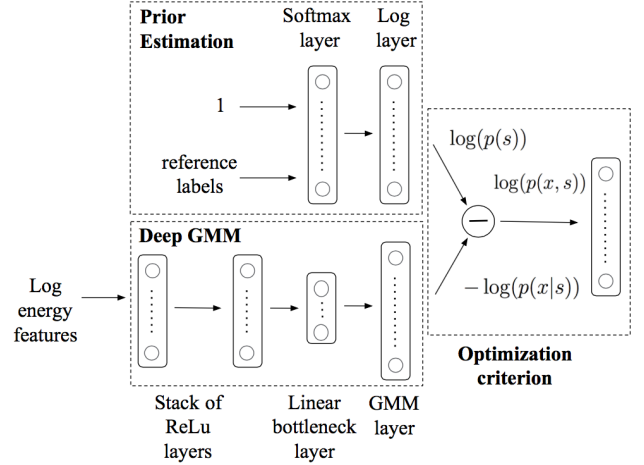 Prior
Estimation
Softmax
layer
Log
layer
1
reference
labels
log(p(s))
log(p(x, s))
−
− log(p(x|s))
Optimization
criterion
Deep GMM
Log
energy
features
Stack of
ReLu
layers
Linear
bottleneck
layer
GMM
layer